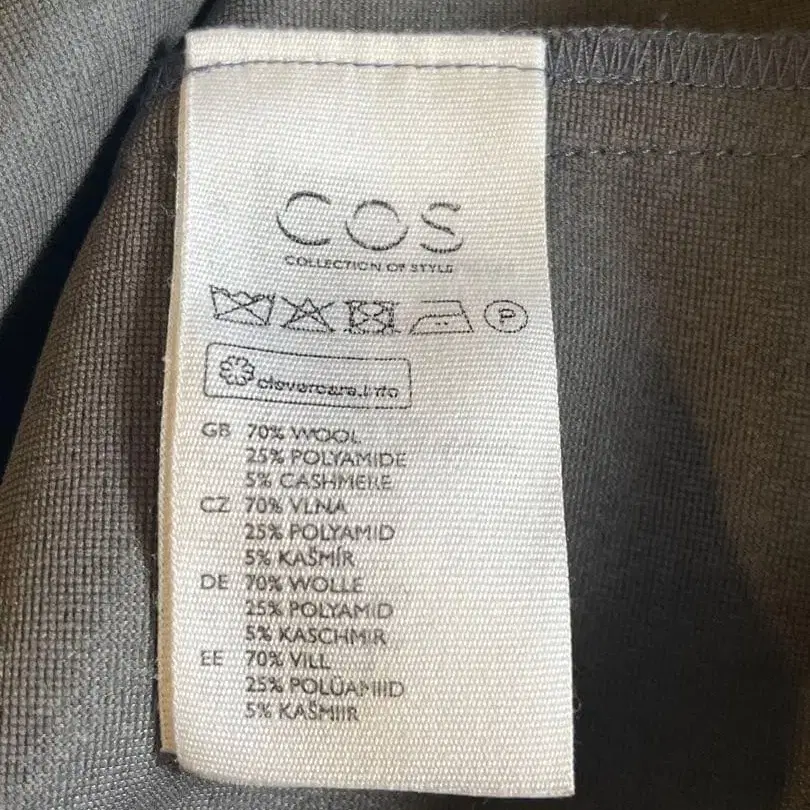 COS
COLLECTION OF STYLE
P
clevercare.info
GB 70% WOOL
25% POLYAMIDE
5% CASHMERE
CZ 70% VLNA
25% POLYAMID
5% KAŠMÍR
DE 70% WOLLE
25% POLYAMID
5% KASCHMIR
EE 70% VILL
25% POLÜAMIID
5% KAŠMIIR